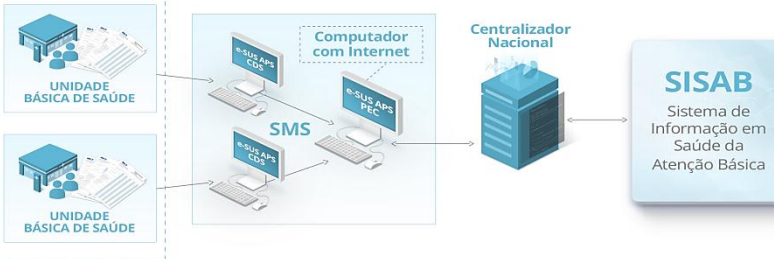 UNIDADE
BÁSICA DE SAÚDE
UNIDADE
BÁSICA DE SAÚDE
e-SUS APS
CDS
e-SUS APS
CDS
SMS
Computador
com Internet
e-SUS APS
PEC
Centralizador
Nacional
SISAB
Sistema de
Informação em
Saúde da
Atenção Básica